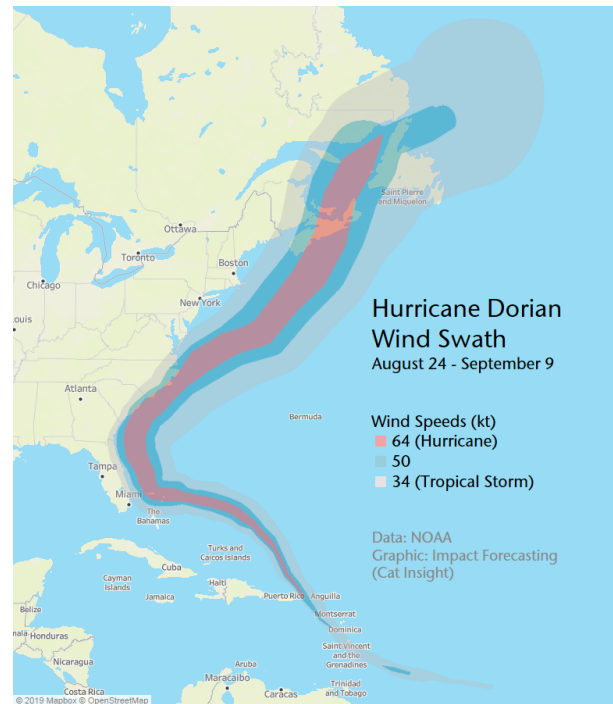 Saint Pierre
and Miquelon
Ottawa
Toronto
Boston
Chicago
New York
ouis
Hurricane Dorian
Wind Swath
August 24 - September 9
Atlanta
Bermuda
Wind Speeds (kt)
64 (Hurricane)
50
34 (Tropical Storm)
Tampa
Miami
The
Bahamas
Data: NOAA
Graphic: Impact Forecasting
(Cat Insight)
Turks and
Caicos Islands
Cuba
Cayman
Islands
Haiti
Jamaica
Puerto Rico
Anguilla
Montserrat
Belize
Dominica
mala
Honduras
Saint Vincent
and the
Grenadines
Nicaragua
Aruba
Maracaibo
Trinidad
and Tobago
Costa Rica
Caracas
© 2019 Mapbox © OpenStreetMap